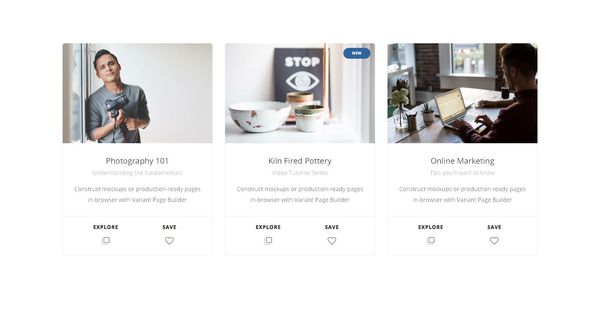 STOP
NEW
Photography 101
Understanding the fundamentals
Construct mockups or production-ready pages
in-browser with Variant Page Builder
EXPLORE
SAVE
Kiln Fired Pottery
Video Tutorial Series
Construct mockups or production-ready pages
in-browser with Variant Page Builder
EXPLORE
SAVE
Online Marketing
Tips you'll want to know
Construct mockups or production-ready pages
in-browser with Variant Page Builder
EXPLORE
SAVE